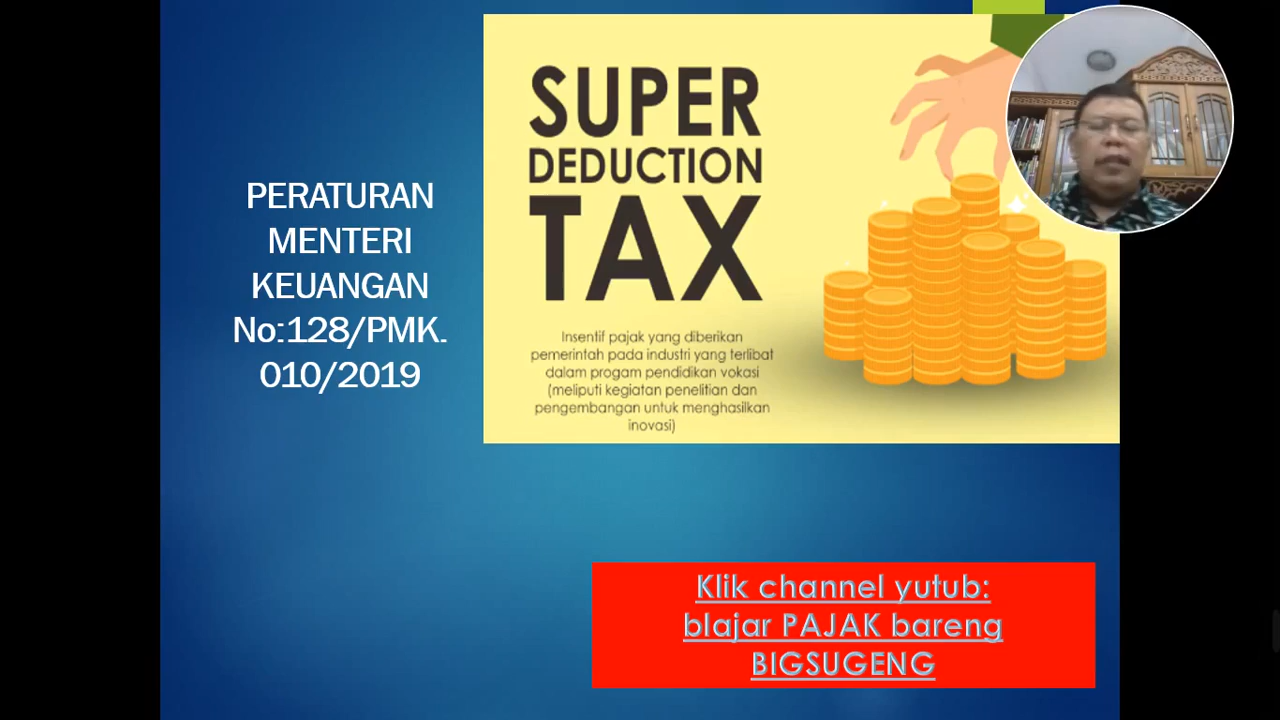 PERATURAN
MENTERI
KEUANGAN
No:128/PMK.
010/2019
SUPER
DEDUCTION
TAX
Insentif pajak yang diberikan
pemerintah pada industri yang terlibat
dalam progam pendidikan vokasi
(meliputi kegiatan penelitian dan
pengembangan untuk menghasilkan
inovasi)
Klik channel yutub:
blajar PAJAK bareng
BIGSUGENG